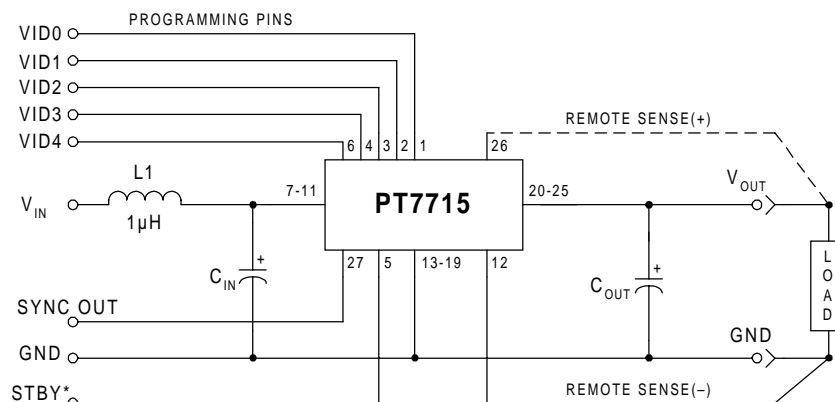 PROGRAMMING PINS
VID0
VID1
VID2
VID3
VID4
6 4 3 2 1
26
REMOTE SENSE(+)
L1
1µH
V IN
7-11
PT7715
20-25
V OUT
27 5 13-19 12
C IN
+
C OUT
+
LOAD
SYNC OUT
GND
GND
STBY*
REMOTE SENSE(–)